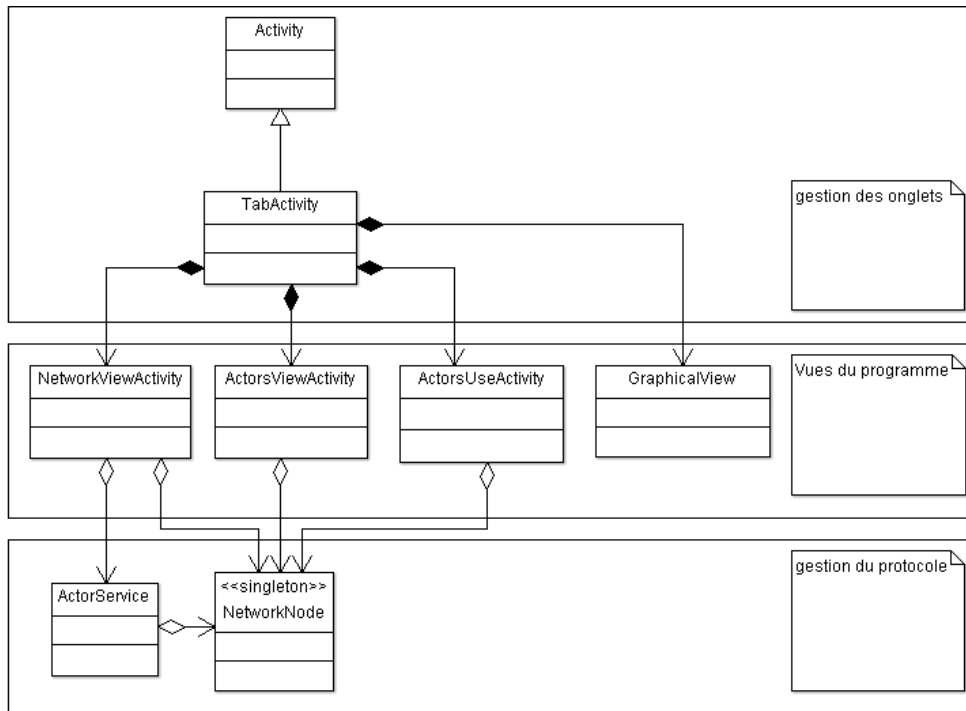 Activity
TabActivity
gestion des onglets
NetworkViewActivity
ActorsViewActivity
ActorsUseActivity
GraphicalView
Vues du programme
ActorService
<<singleton>>
NetworkNode
gestion du protocole